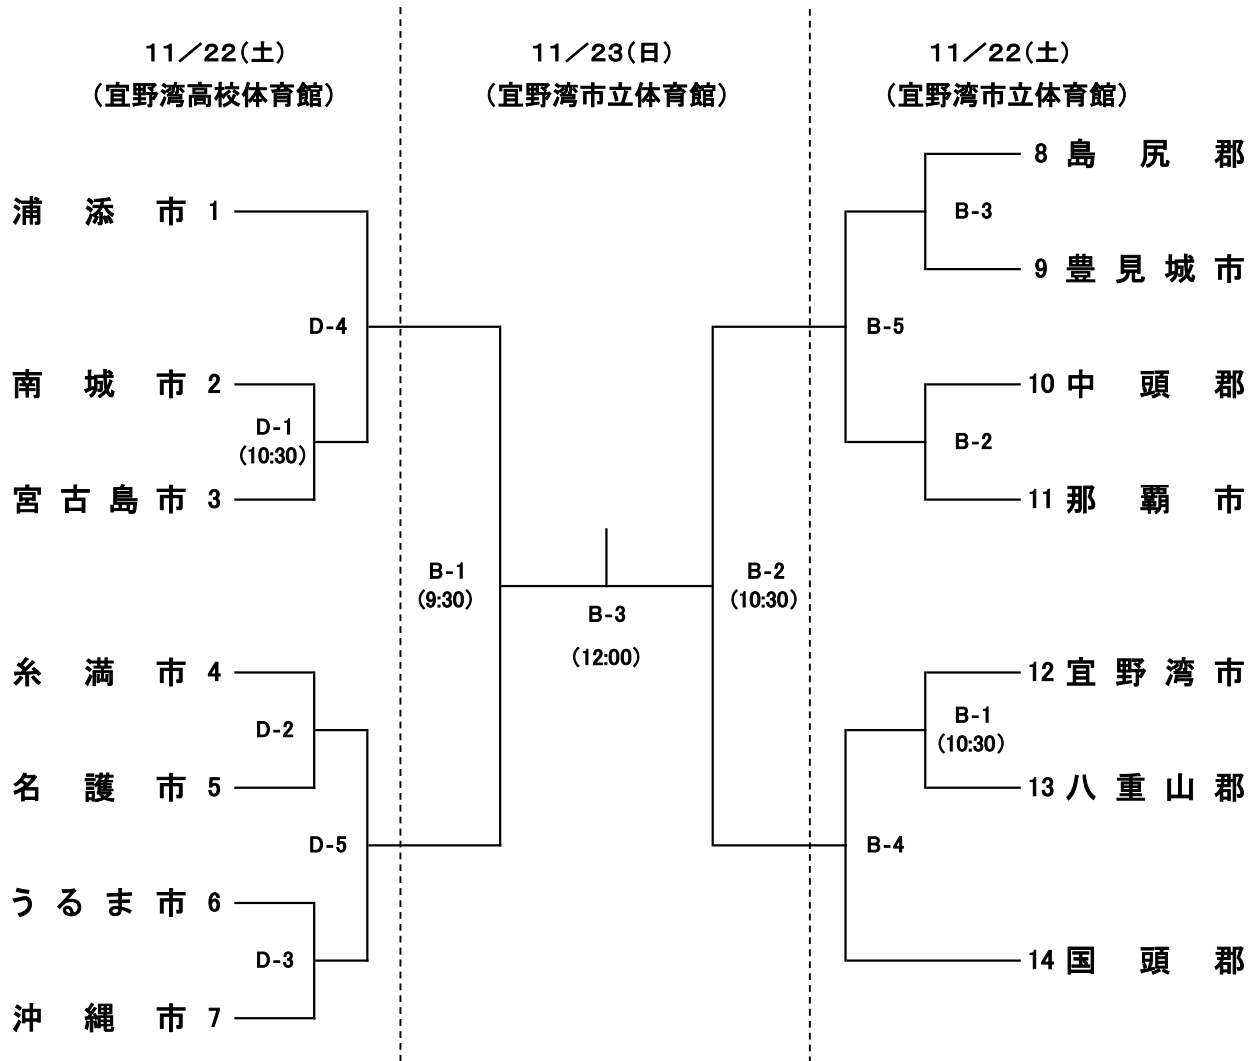 11／22(土)
(宜野湾高校体育館)
浦添市 1
D-4
南城市 2
D-1
(10:30)
宮古島市 3
糸満市 4
D-2
名護市 5
D-5
うるま市 6
D-3
沖縄市 7
11／23(日)
(宜野湾市立体育館)
B-1
(9:30)
B-3
(12:00)
B-2
(10:30)
11／22(土)
(宜野湾市立体育館)
8 島尻郡
B-3
9 豊見城市
B-5
10 中頭郡
B-2
11 那覇市
12 宜野湾市
B-1
(10:30)
13 八重山郡
B-4
14 国頭郡